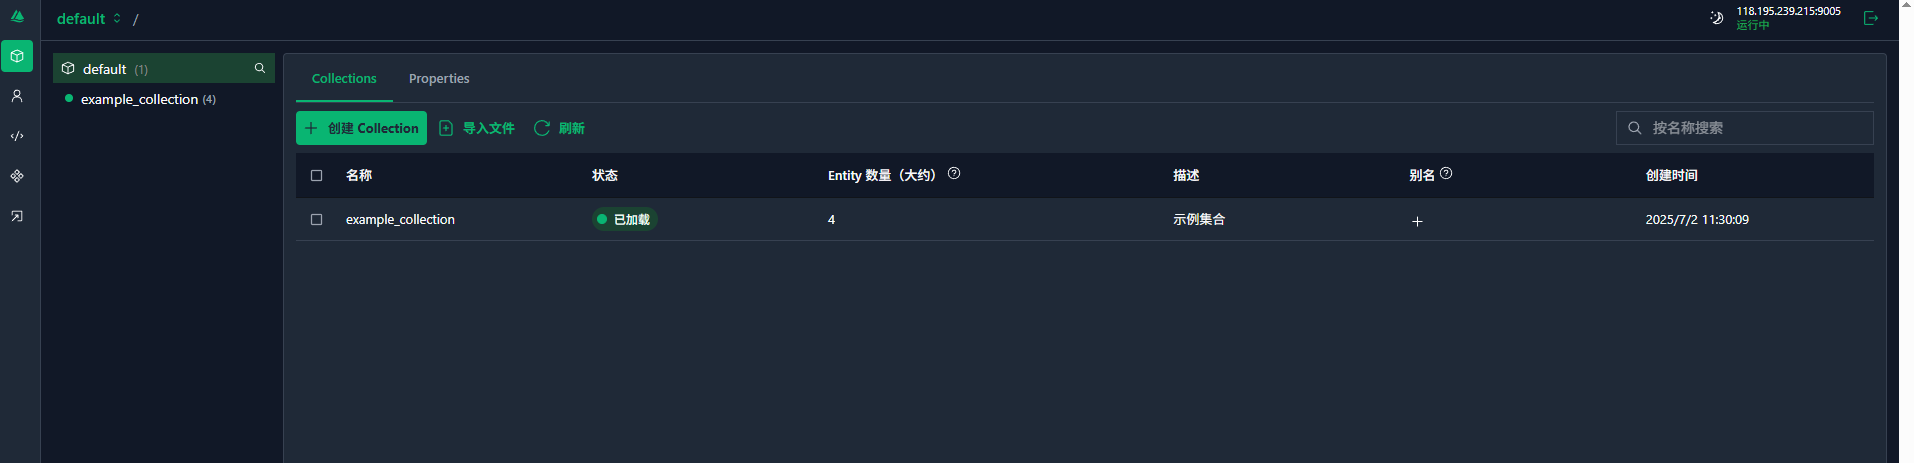 default /
118.195.239.215:9005
运行中
default (1)
example_collection (4)
Collections Properties
创建 Collection 导入文件 刷新 按名称搜索
名称 状态 Entity 数量（大约） 描述 别名 创建时间
example_collection 已加载 4 示例集合 + 2025/7/2 11:30:09